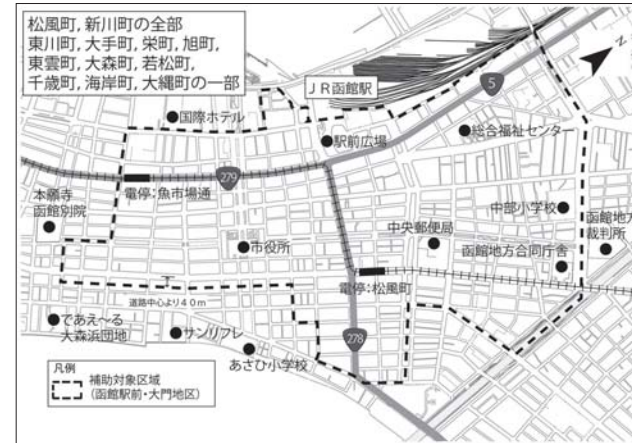 松風町, 新川町の全部
東川町, 大手町, 栄町, 旭町,
東雲町, 大森町, 若松町,
千歳町, 海岸町, 大縄町の一部
JR函館駅
5
N
国際ホテル
駅前広場
総合福祉センター
279
電停:魚市場通
本願寺
函館別院
中部小学校
函館地方
裁判所
中央郵便局
市役所
函館地方合同庁舎
電停:松風町
道路中心より40m
であえ~る
大森浜団地
サンリフレ
278
あさひ小学校
凡例
補助対象区域
(函館駅前・大門地区)